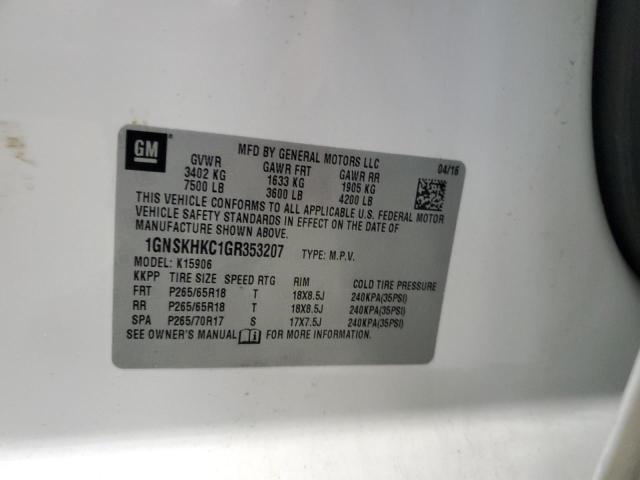 GM
MFD BY GENERAL MOTORS LLC 04/16
GVWR GAWR FRT GAWR RR
3402 KG 1633 KG 1905 KG
7500 LB 3600 LB 4200 LB
THIS VEHICLE CONFORMS TO ALL APPLICABLE U.S. FEDERAL MOTOR
VEHICLE SAFETY STANDARDS IN EFFECT ON THE DATE OF
MANUFACTURE SHOWN ABOVE.
1GNSKHKC1GR353207 TYPE: M.P.V.
MODEL: K15906
KKPP TIRE SIZE SPEED RTG RIM COLD TIRE PRESSURE
FRT P265/65R18 T 18X8.5J 240KPA(35PSI)
RR P265/65R18 T 18X8.5J 240KPA(35PSI)
SPA P265/70R17 S 17X7.5J 240KPA(35PSI)
SEE OWNER'S MANUAL FOR MORE INFORMATION.